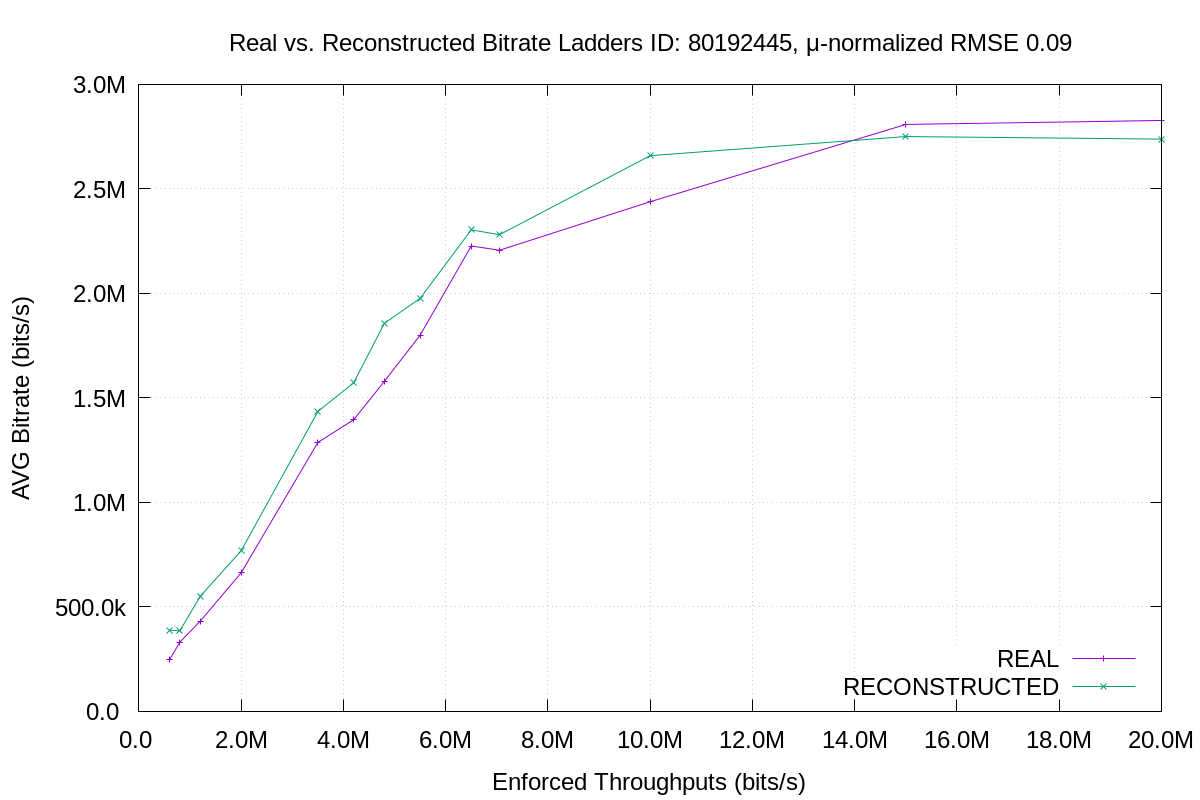 Real vs. Reconstructed Bitrate Ladders ID: 80192445, μ-normalized RMSE 0.09
3.0M
2.5M
2.0M
1.5M
1.0M
500.0k
0.0
AVG Bitrate (bits/s)
REAL
RECONSTRUCTED
0.0 2.0M 4.0M 6.0M 8.0M 10.0M 12.0M 14.0M 16.0M 18.0M 20.0M
Enforced Throughputs (bits/s)